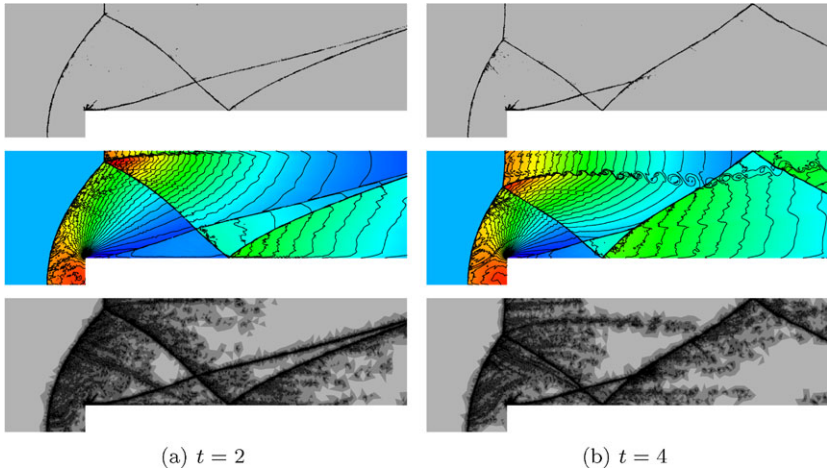 (a) t = 2
(b) t = 4